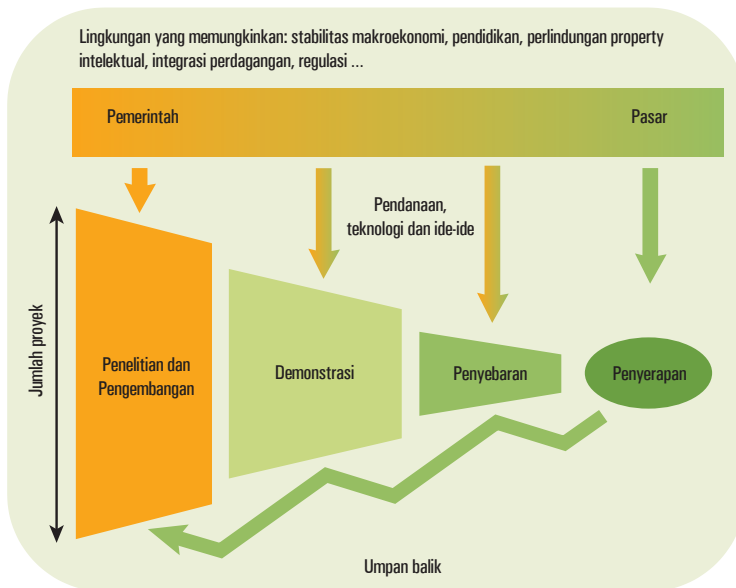 Lingkungan yang memungkinkan: stabilitas makroekonomi, pendidikan, perlindungan property
intelektual, integrasi perdagangan, regulasi ...
Pemerintah
Pasar
Pendanaan,
teknologi dan ide-ide
Jumlah proyek
Penelitian dan
Pengembangan
Demonstrasi
Penyebaran
Penyerapan
Umpan balik